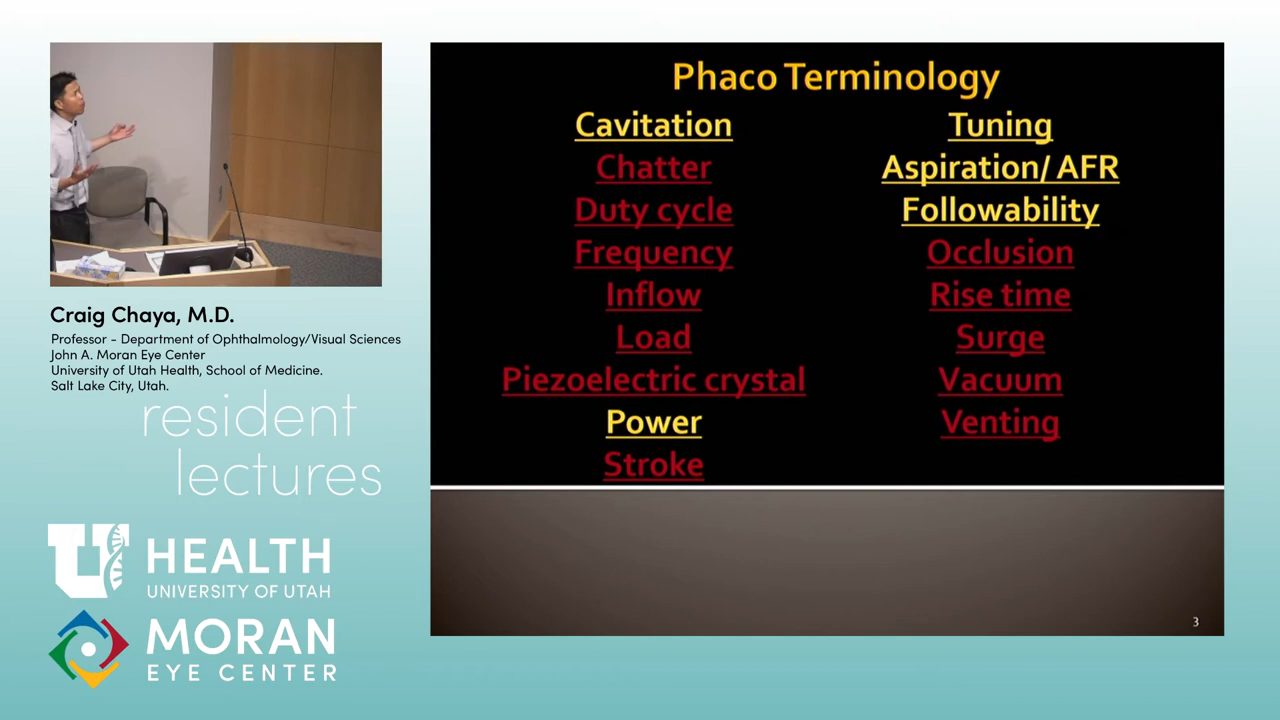 Phaco Terminology
Cavitation
Chatter
Duty cycle
Frequency
Inflow
Load
Piezoelectric crystal
Power
Stroke
Tuning
Aspiration/ AFR
Followability
Occlusion
Rise time
Surge
Vacuum
Venting
3
Craig Chaya, M.D.
Professor - Department of Ophthalmology/Visual Sciences
John A. Moran Eye Center
University of Utah Health, School of Medicine.
Salt Lake City, Utah.
resident
lectures
U HEALTH
UNIVERSITY OF UTAH
MORAN
EYE CENTER